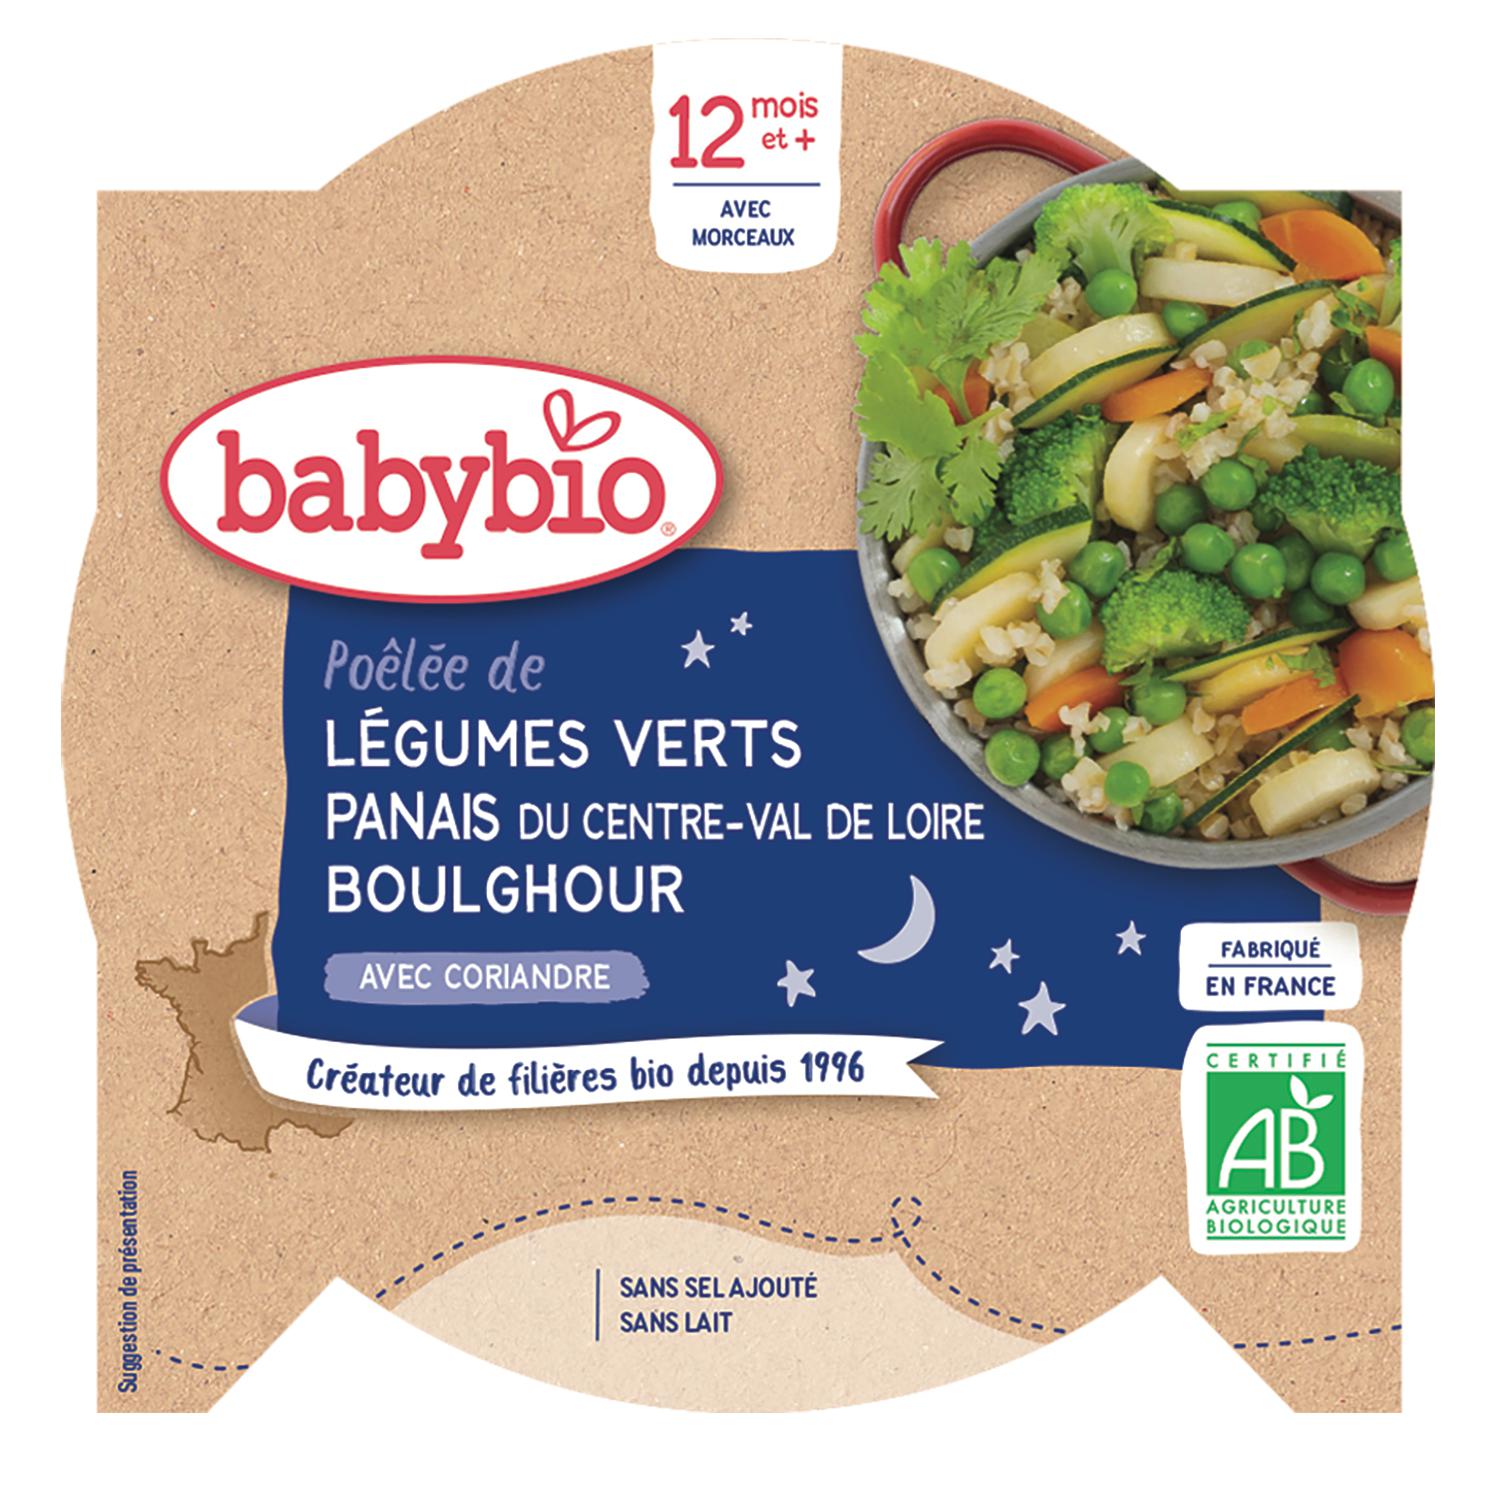 12 mois
et +
AVEC
MORCEAUX
babybio®
Poêlée de
LÉGUMES VERTS
PANAIS DU CENTRE-VAL DE LOIRE
BOULGHOUR
AVEC CORIANDRE
Créateur de filières bio depuis 1996
FABRIQUÉ
EN FRANCE
CERTIFIÉ
AB
AGRICULTURE
BIOLOGIQUE
SANS SEL AJOUTÉ
SANS LAIT
Suggestion de présentation